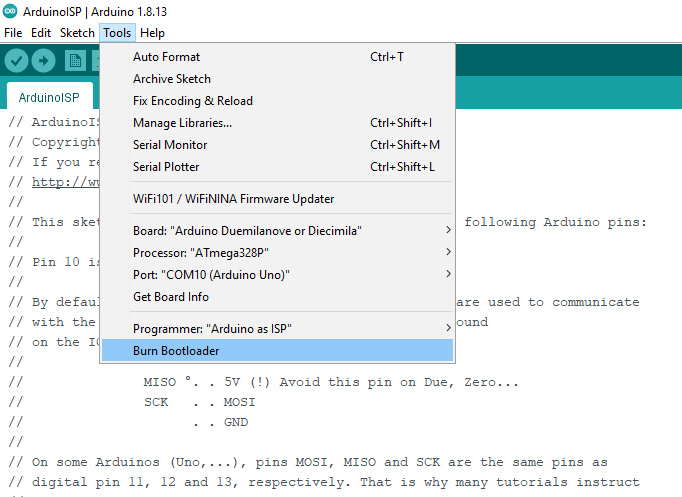 ArduinoISP | Arduino 1.8.13
File Edit Sketch Tools Help
Auto Format Ctrl+T
Archive Sketch
ArduinoISP
Fix Encoding & Reload
Manage Libraries... Ctrl+Shift+I
Serial Monitor Ctrl+Shift+M
Serial Plotter Ctrl+Shift+L
WiFi101 / WiFiNINA Firmware Updater
Board: "Arduino Duemilanove or Diecimila"
Processor: "ATmega328P"
Port: "COM10 (Arduino Uno)"
Get Board Info
Programmer: "Arduino as ISP"
Burn Bootloader
// ArduinoIS
// Copyright
// If you re
// http://ww
//
// This sket following Arduino pins:
//
// Pin 10 is
//
// By defaul are used to communicate
// with the ound
// on the IC
//
// MISO °. . 5V (!) Avoid this pin on Due, Zero...
// SCK . . MOSI
// . . GND
//
// On some Arduinos (Uno,...), pins MOSI, MISO and SCK are the same pins as
// digital pin 11, 12 and 13, respectively. That is why many tutorials instruct